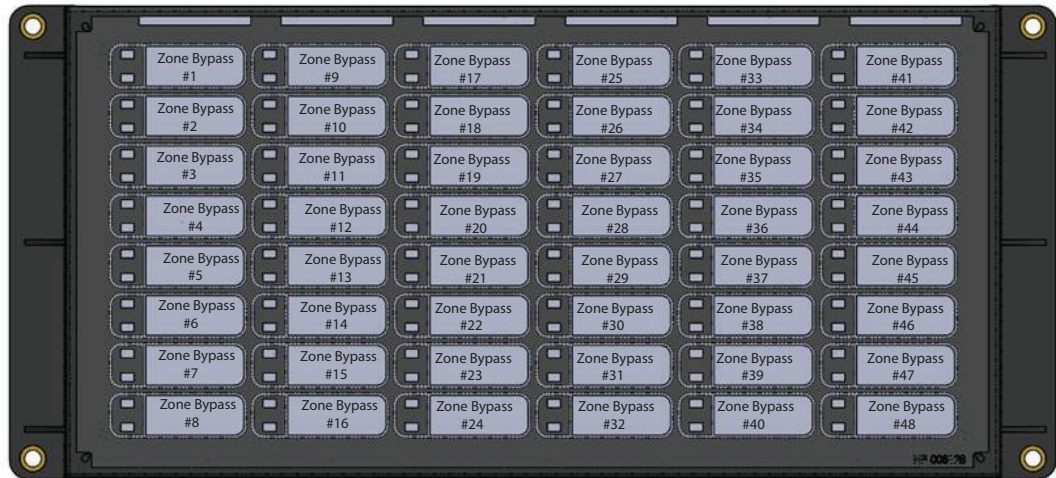 Zone Bypass
#1
Zone Bypass
#9
Zone Bypass
#17
Zone Bypass
#25
Zone Bypass
#33
Zone Bypass
#41
Zone Bypass
#2
Zone Bypass
#10
Zone Bypass
#18
Zone Bypass
#26
Zone Bypass
#34
Zone Bypass
#42
Zone Bypass
#3
Zone Bypass
#11
Zone Bypass
#19
Zone Bypass
#27
Zone Bypass
#35
Zone Bypass
#43
Zone Bypass
#4
Zone Bypass
#12
Zone Bypass
#20
Zone Bypass
#28
Zone Bypass
#36
Zone Bypass
#44
Zone Bypass
#5
Zone Bypass
#13
Zone Bypass
#21
Zone Bypass
#29
Zone Bypass
#37
Zone Bypass
#45
Zone Bypass
#6
Zone Bypass
#14
Zone Bypass
#22
Zone Bypass
#30
Zone Bypass
#38
Zone Bypass
#46
Zone Bypass
#7
Zone Bypass
#15
Zone Bypass
#23
Zone Bypass
#31
Zone Bypass
#39
Zone Bypass
#47
Zone Bypass
#8
Zone Bypass
#16
Zone Bypass
#24
Zone Bypass
#32
Zone Bypass
#40
Zone Bypass
#48